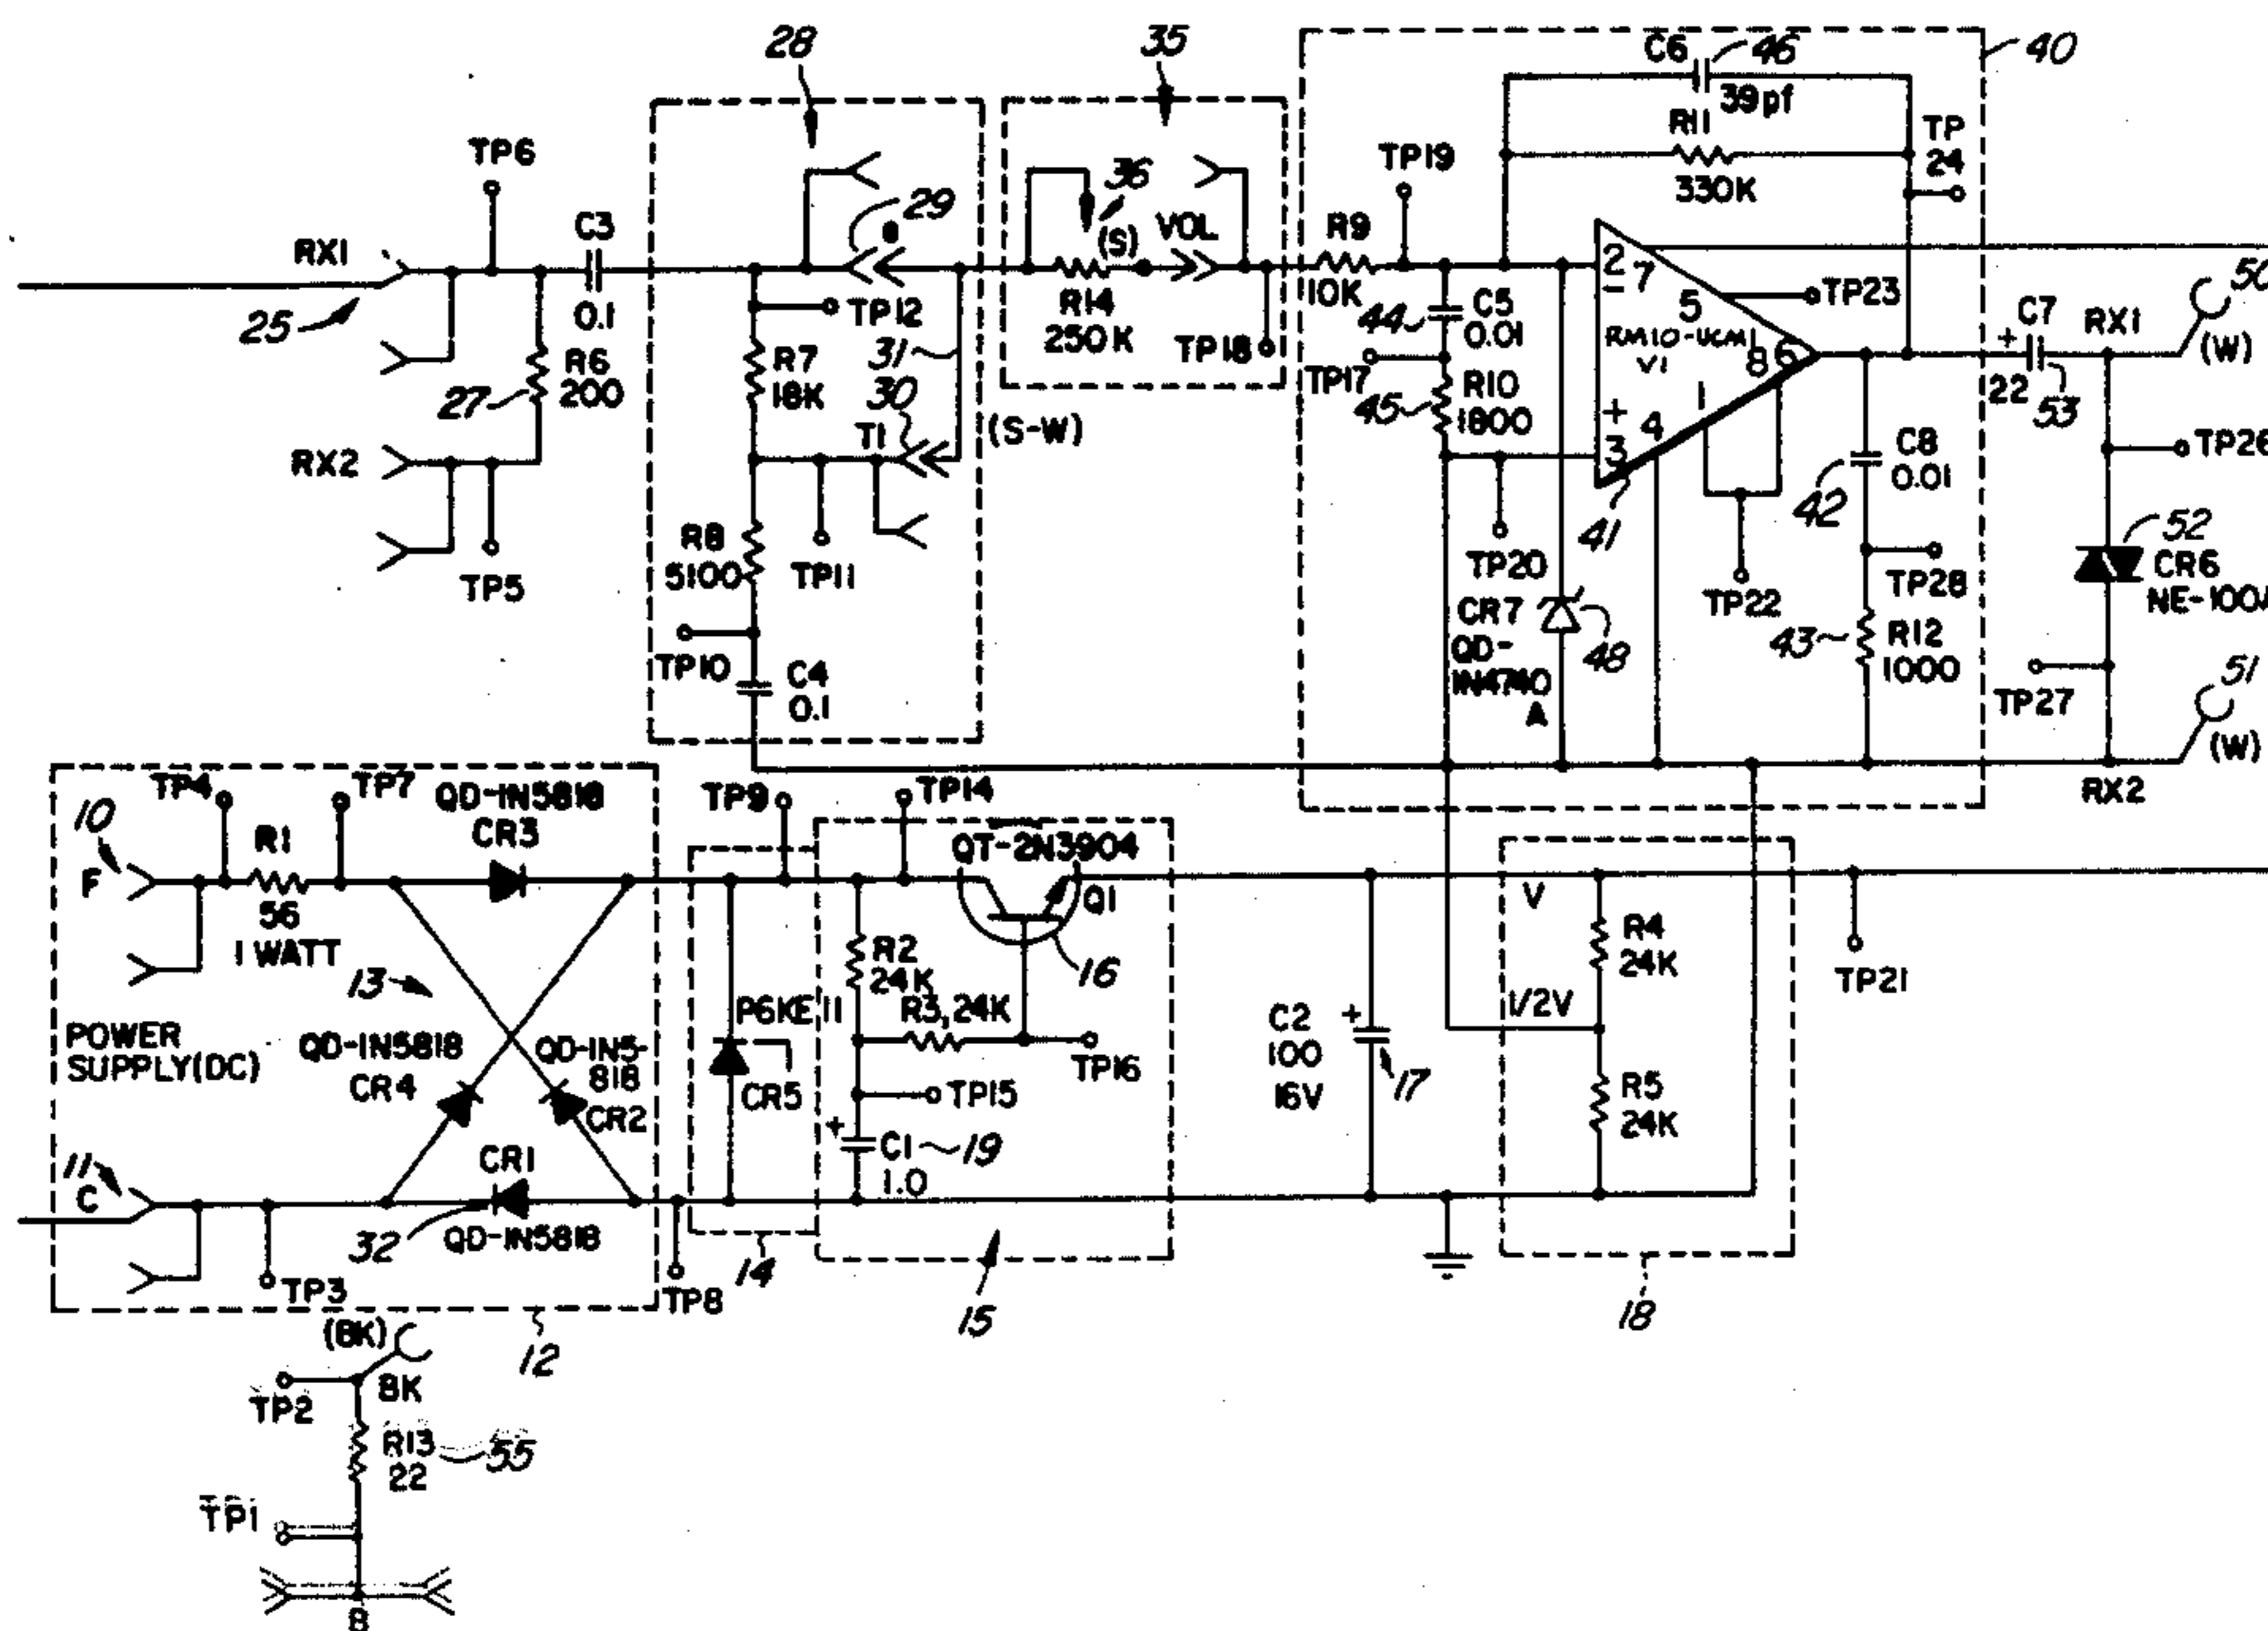 28
35
C6
46
40
39pf
R11
330K
TP
24
TP6
TP19
29
36
(S)
VOL
R9
10K
RX1
C3
0.1
25
TP12
R14
250K
TP18
31
30
2
7
-
5
TP23
RM10-UCM1
V1
8
6
C7
+
22
53
RX1
50
(W)
44
C5
0.01
TP17
R6
200
27
R7
18K
T1
(S-W)
45
R10
1800
+
3
4
1
RX2
TP5
TP26
C8
0.01
42
41
R8
5100
TP11
TP20
TP22
TP28
52
CR6
CR7
QD-
1N4740
A
48
43
R12
1000
TP10
C4
0.1
TP27
51
(W)
RX2
TP4
TP7
QD-1N5818
CR3
TP9
TP14
10
F
R1
56
1 WATT
QT-2N3904
Q1
V
R4
24K
16
R2
24K
13
P6KE11
R3, 24K
TP16
1/2V
TP21
POWER
SUPPLY(DC)
QD-1N5818
CR4
QD-1N5-
818
CR2
CR5
TP15
C2
100
16V
+
17
R5
24K
+
C1
19
1.0
11
C
CR1
32
QD-1N5818
TP3
14
TP8
15
18
(BK)
12
TP2
BK
R13
22
55
TP1
B